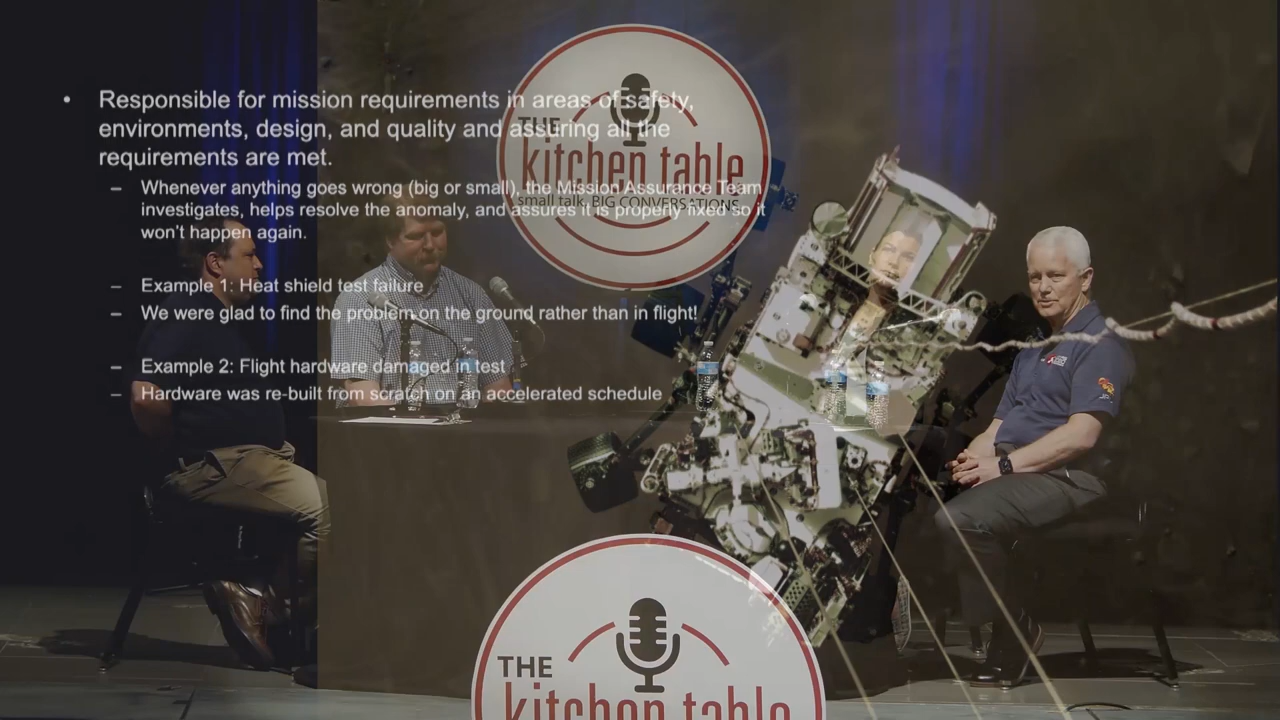 • Responsible for mission requirements in areas of safety,
environments, design, and quality and assuring all the
requirements are met.
– Whenever anything goes wrong (big or small), the Mission Assurance Team
investigates, helps resolve the anomaly, and assures it is properly fixed so it
won't happen again.
– Example 1: Heat shield test failure
– We were glad to find the problem on the ground rather than in flight!
– Example 2: Flight hardware damaged in test
– Hardware was re-built from scratch on an accelerated schedule
THE
kitchen table
small talk, BIG CONVERSATIONS
THE
kitchen table